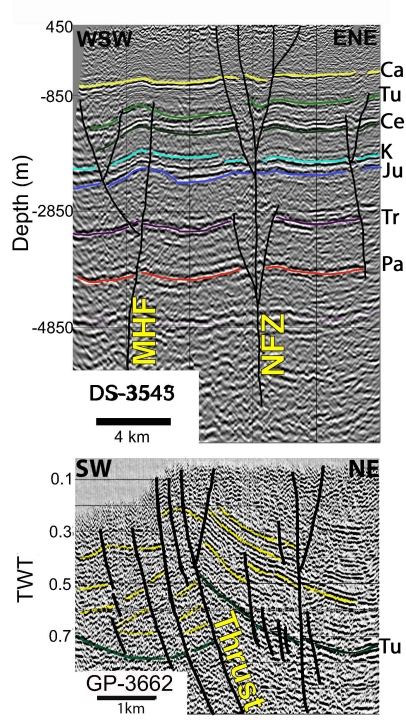 450
WSW
ENE
Ca
-850
Tu
Ce
K
Ju
Depth (m)
-2850
Tr
Pa
-4850
MHF
NFZ
DS-3545
4 km
SW
NE
0.1
0.3
TWT
0.5
0.7
Thrust
Tu
GP-3662
1km